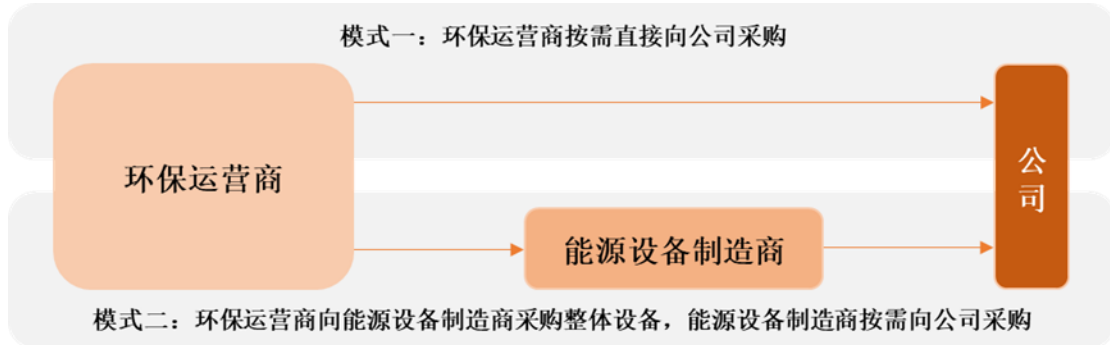 模式一：环保运营商按需直接向公司采购
环保运营商
公司
能源设备制造商
模式二：环保运营商向能源设备制造商采购整体设备，能源设备制造商按需向公司采购